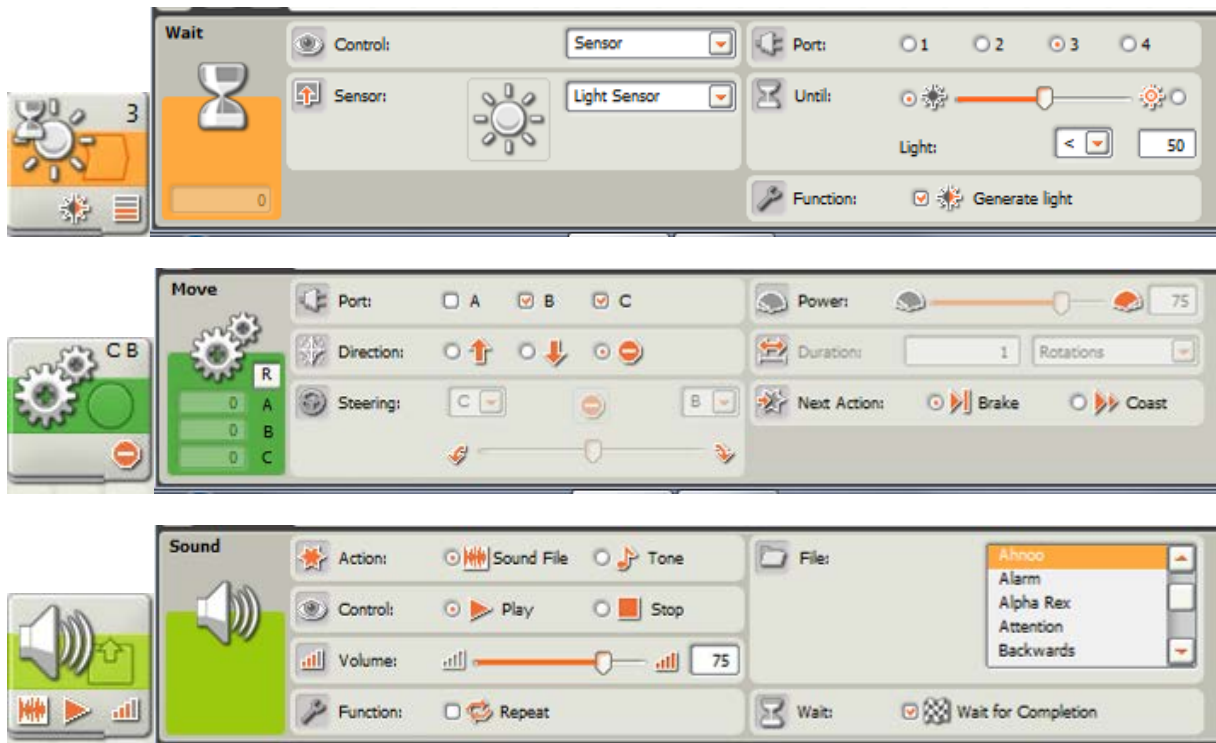 Wait
Control: Sensor
Port: 1 2 3 4
3
Sensor: Light Sensor
Until:
Light: < 50
0
Function: Generate light
Move
Port: A B C
Power: 75
C B
Direction:
Duration: 1 Rotations
R
0 A
Steering: C B
Next Action: Brake Coast
0 B
0 C
Sound
Action: Sound File Tone
File: Ahnoo
Alarm
Control: Play Stop
Alpha Rex
Attention
Volume: 75
Backwards
Function: Repeat
Wait: Wait for Completion